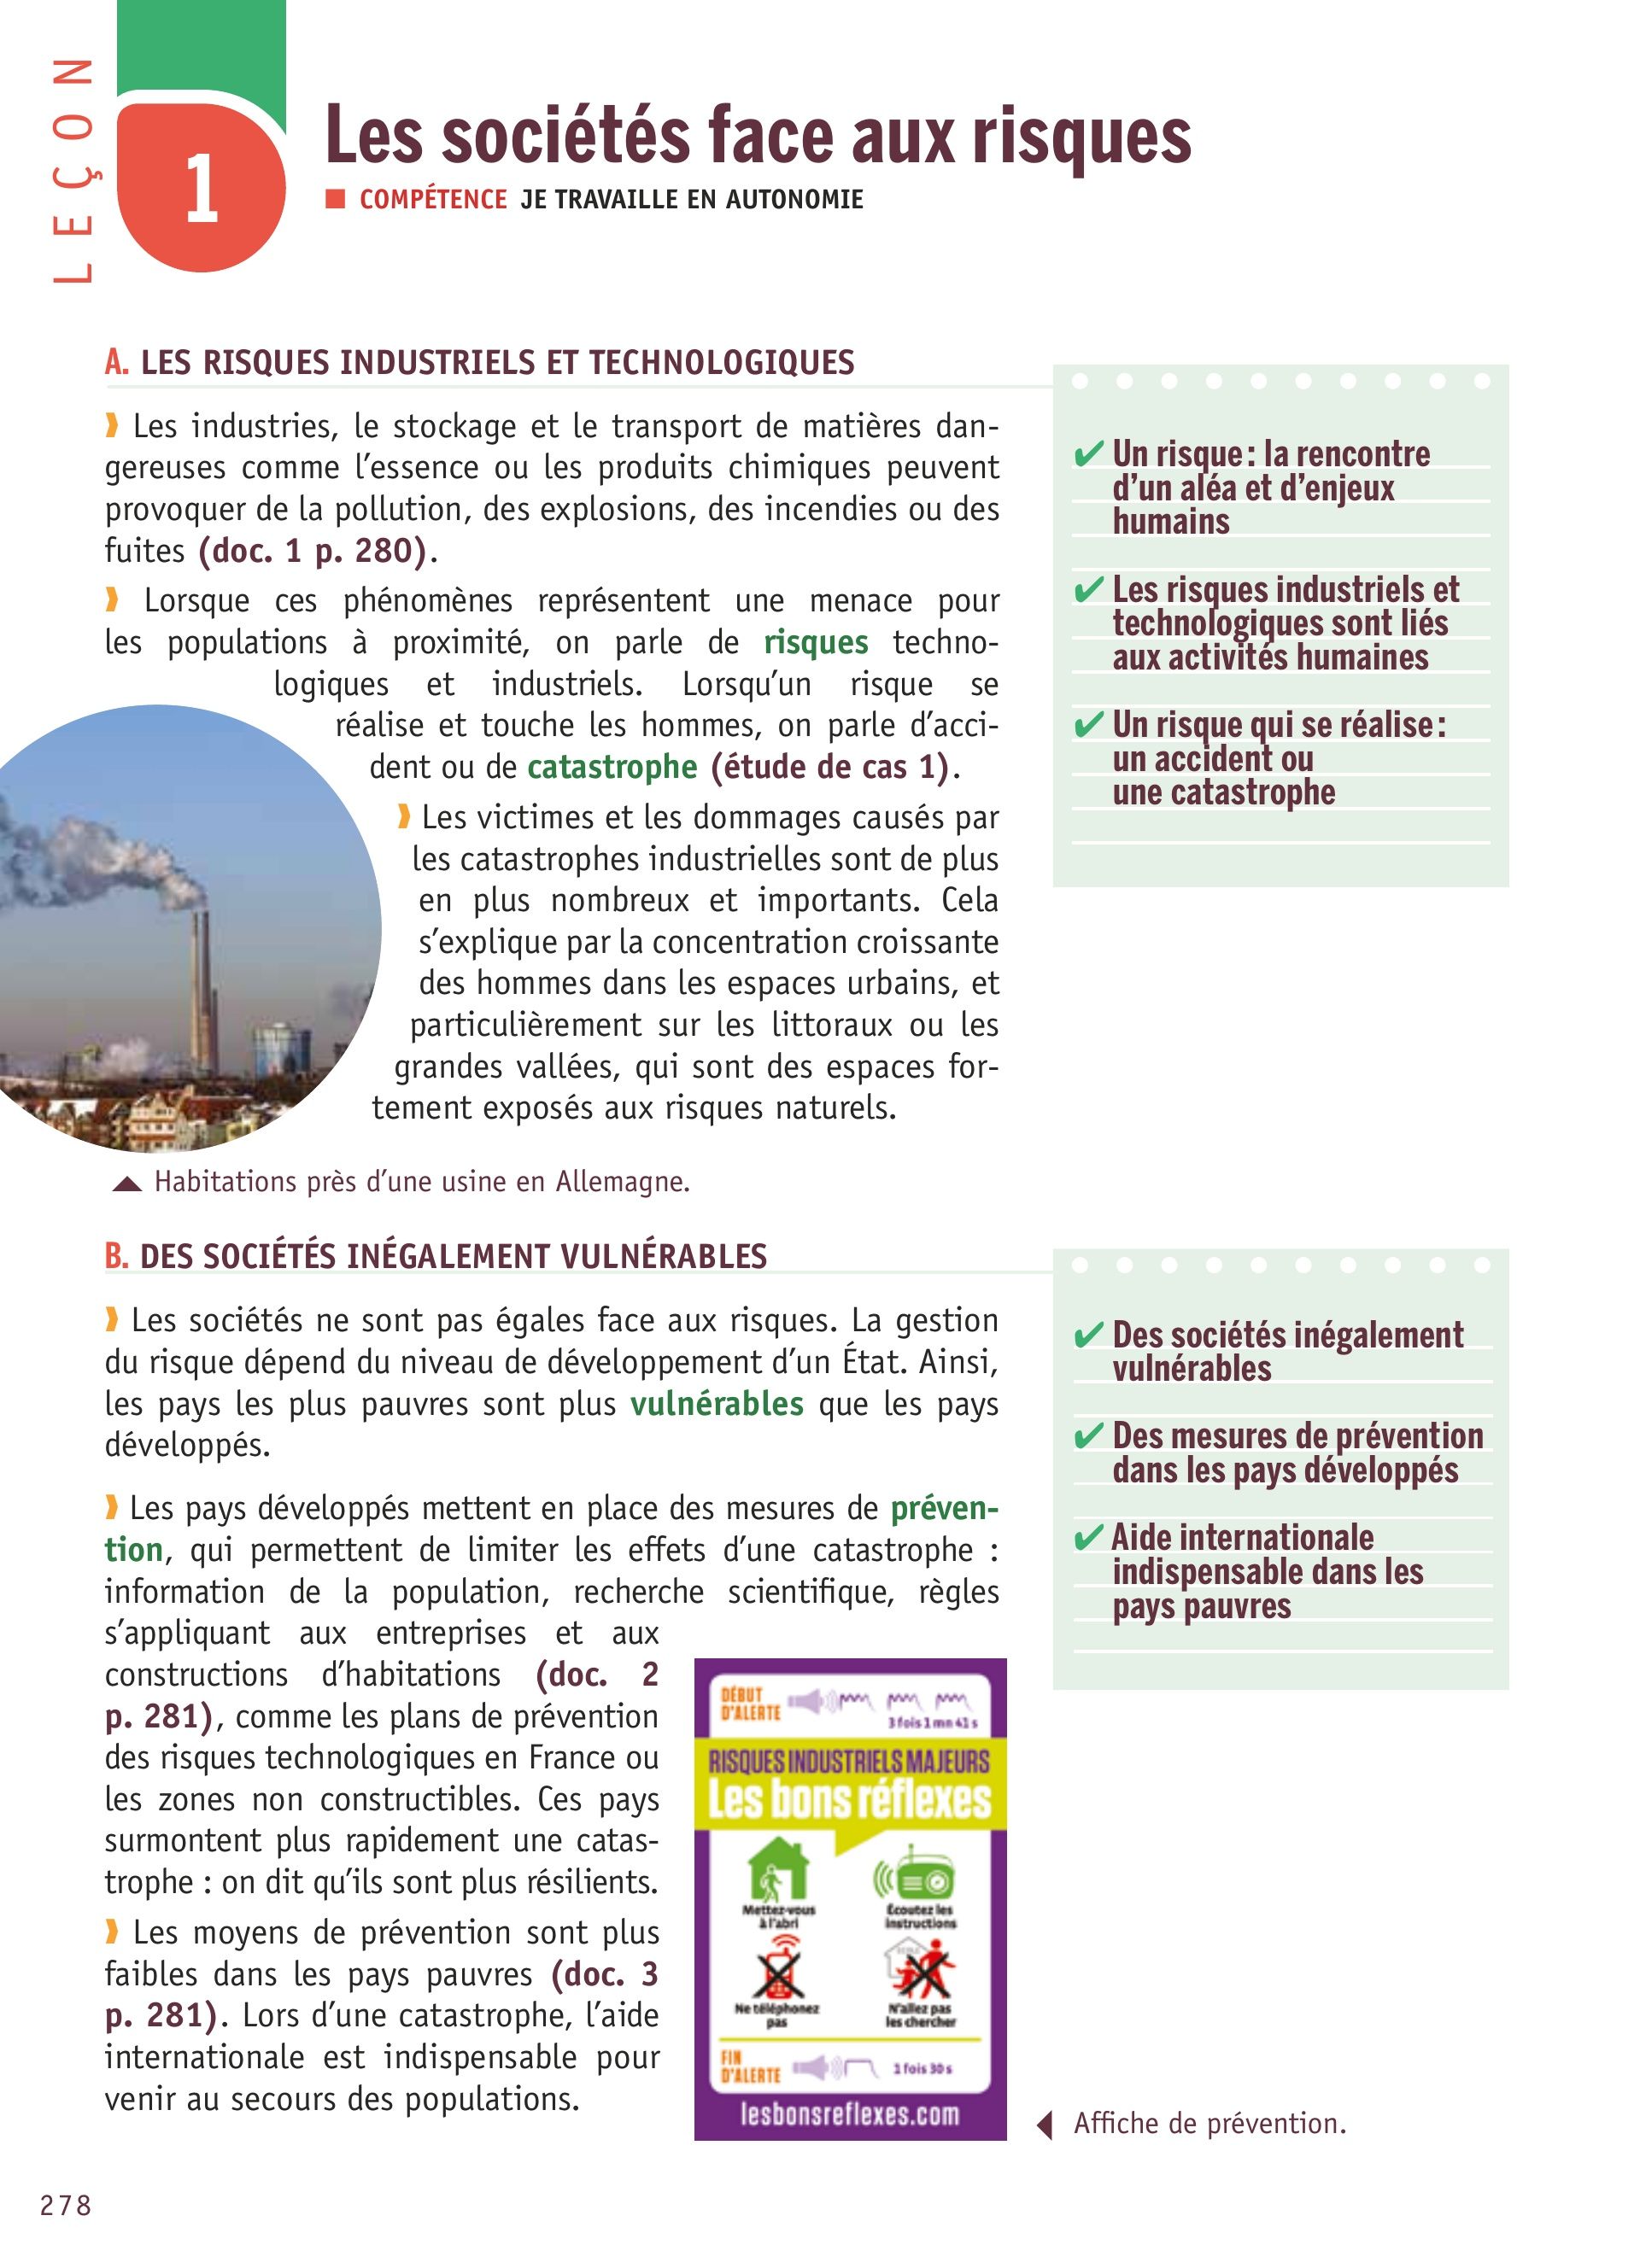 LEÇON
1
Les sociétés face aux risques
■ COMPÉTENCE JE TRAVAILLE EN AUTONOMIE
A. LES RISQUES INDUSTRIELS ET TECHNOLOGIQUES
Les industries, le stockage et le transport de matières dan-
gereuses comme l’essence ou les produits chimiques peuvent
provoquer de la pollution, des explosions, des incendies ou des
fuites (doc. 1 p. 280).
Lorsque ces phénomènes représentent une menace pour
les populations à proximité, on parle de risques techno-
logiques et industriels. Lorsqu’un risque se
réalise et touche les hommes, on parle d’acci-
dent ou de catastrophe (étude de cas 1).
Les victimes et les dommages causés par
les catastrophes industrielles sont de plus
en plus nombreux et importants. Cela
s’explique par la concentration croissante
des hommes dans les espaces urbains, et
particulièrement sur les littoraux ou les
grandes vallées, qui sont des espaces for-
tement exposés aux risques naturels.
Habitations près d’une usine en Allemagne.
✔ Un risque : la rencontre
d’un aléa et d’enjeux
humains
✔ Les risques industriels et
technologiques sont liés
aux activités humaines
✔ Un risque qui se réalise :
un accident ou
une catastrophe
B. DES SOCIÉTÉS INÉGALEMENT VULNÉRABLES
Les sociétés ne sont pas égales face aux risques. La gestion
du risque dépend du niveau de développement d’un État. Ainsi,
les pays les plus pauvres sont plus vulnérables que les pays
développés.
Les pays développés mettent en place des mesures de préven-
tion, qui permettent de limiter les effets d’une catastrophe :
information de la population, recherche scientifique, règles
s’appliquant aux entreprises et aux
constructions d’habitations (doc. 2
p. 281), comme les plans de prévention
des risques technologiques en France ou
les zones non constructibles. Ces pays
surmontent plus rapidement une catas-
trophe : on dit qu’ils sont plus résilients.
Les moyens de prévention sont plus
faibles dans les pays pauvres (doc. 3
p. 281). Lors d’une catastrophe, l’aide
internationale est indispensable pour
venir au secours des populations.
✔ Des sociétés inégalement
vulnérables
✔ Des mesures de prévention
dans les pays développés
✔ Aide internationale
indispensable dans les
pays pauvres
DÉBUT
D'ALERTE
3 fois 1 mn 41 s
RISQUES INDUSTRIELS MAJEURS
Les bons réflexes
Mettez-vous
à l'abri
Écoutez les
instructions
Ne téléphonez
pas
N'allez pas
les chercher
FIN
D'ALERTE
1 fois 30 s
lesbonsreflexes.com
Affiche de prévention.
278